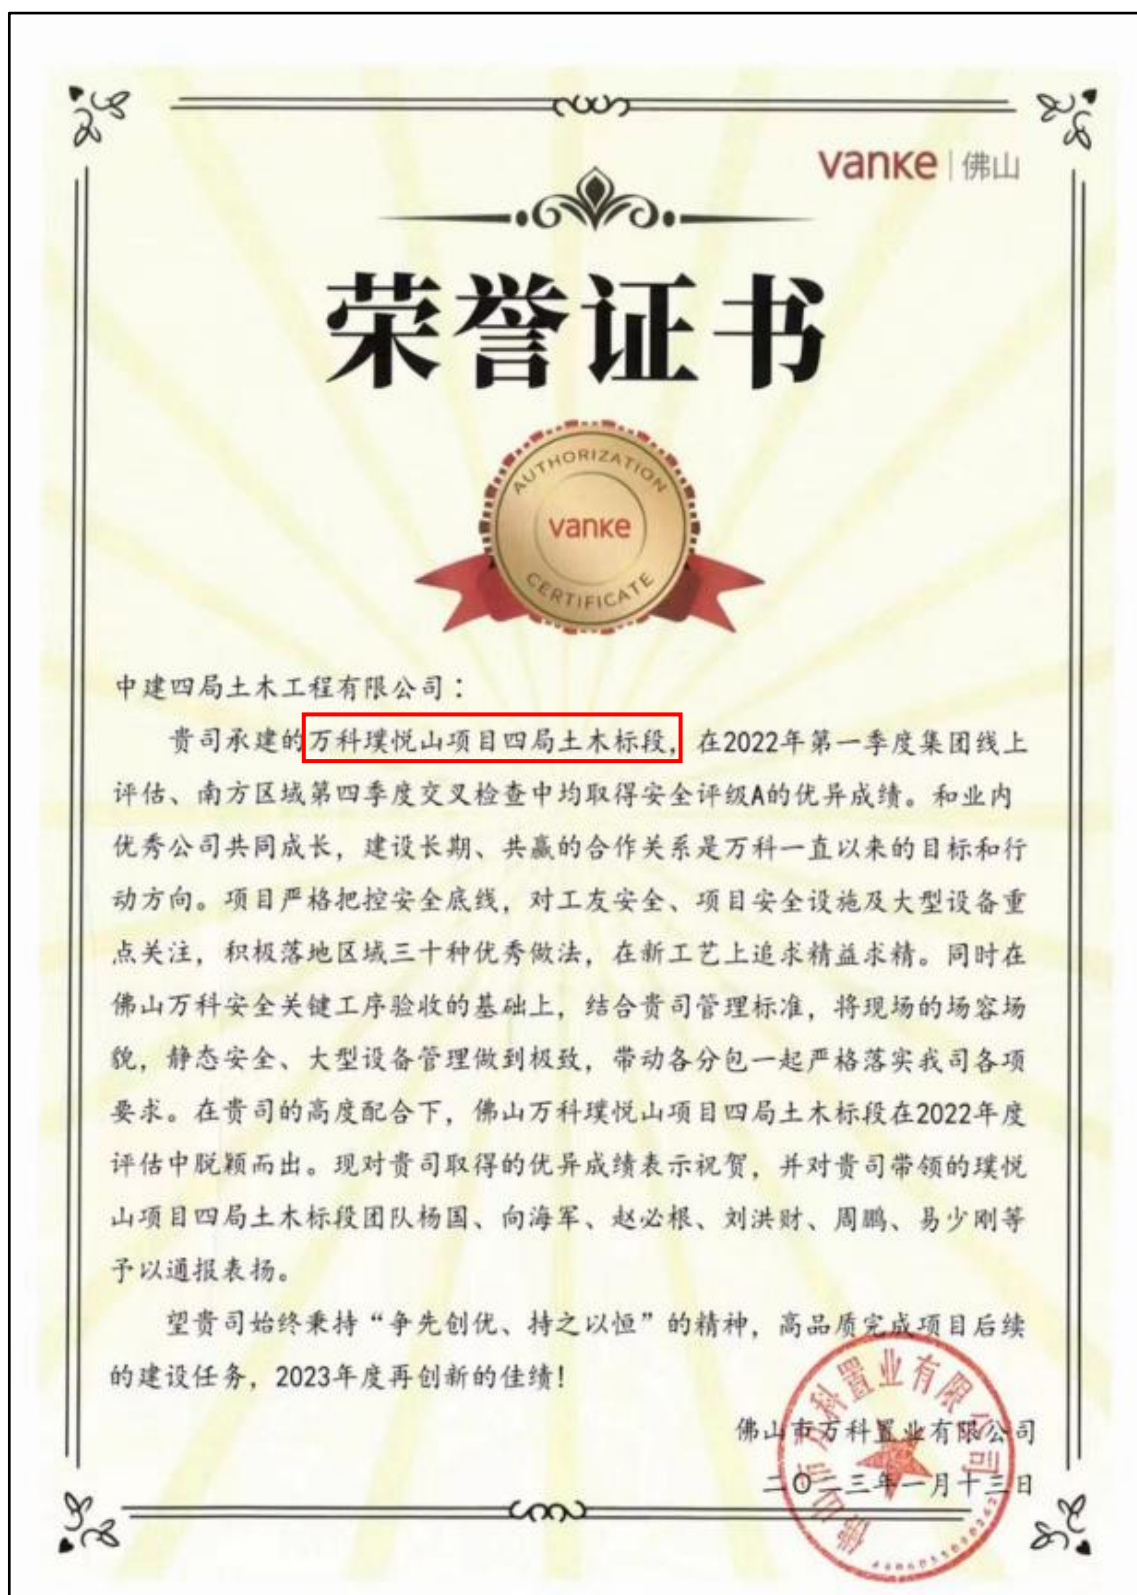 vanke | 佛山
荣誉证书
AUTHORIZATION
vanke
CERTIFICATE
中建四局土木工程有限公司：
贵司承建的万科璞悦山项目四局土木标段，在2022年第一季度集团线上
评估、南方区域第四季度交叉检查中均取得安全评级A的优异成绩。和业内
优秀公司共同成长，建设长期、共赢的合作关系是万科一直以来的目标和行
动方向。项目严格把控安全底线，对工友安全、项目安全设施及大型设备重
点关注，积极落地区域三十种优秀做法，在新工艺上追求精益求精。同时在
佛山万科安全关键工序验收的基础上，结合贵司管理标准，将现场的场容场
貌，静态安全、大型设备管理做到极致，带动各分包一起严格落实我司各项
要求。在贵司的高度配合下，佛山万科璞悦山项目四局土木标段在2022年度
评估中脱颖而出。现对贵司取得的优异成绩表示祝贺，并对贵司带领的璞悦
山项目四局土木标段团队杨国、向海军、赵必根、刘洪财、周鹏、易少刚等
予以通报表扬。
望贵司始终秉持“争先创优、持之以恒”的精神，高品质完成项目后续
的建设任务，2023年度再创新的佳绩！
佛山市万科置业有限公司
二〇二三年一月十三日
佛山市万科置业有限公司